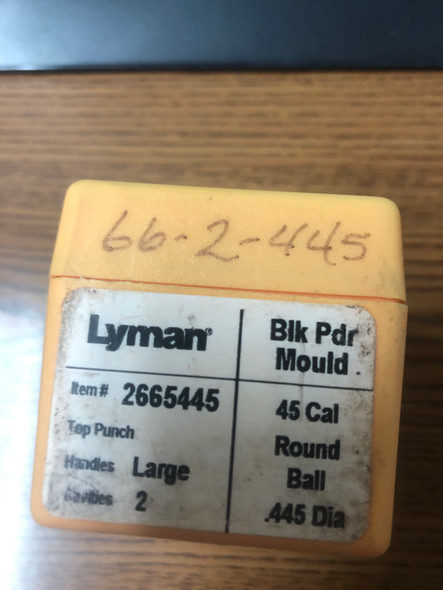 66-2-445
Lyman®
Item# 2665445
Top Punch
Handles Large
Cavities 2
Blk Pdr
Mould
45 Cal
Round
Ball
.445 Dia